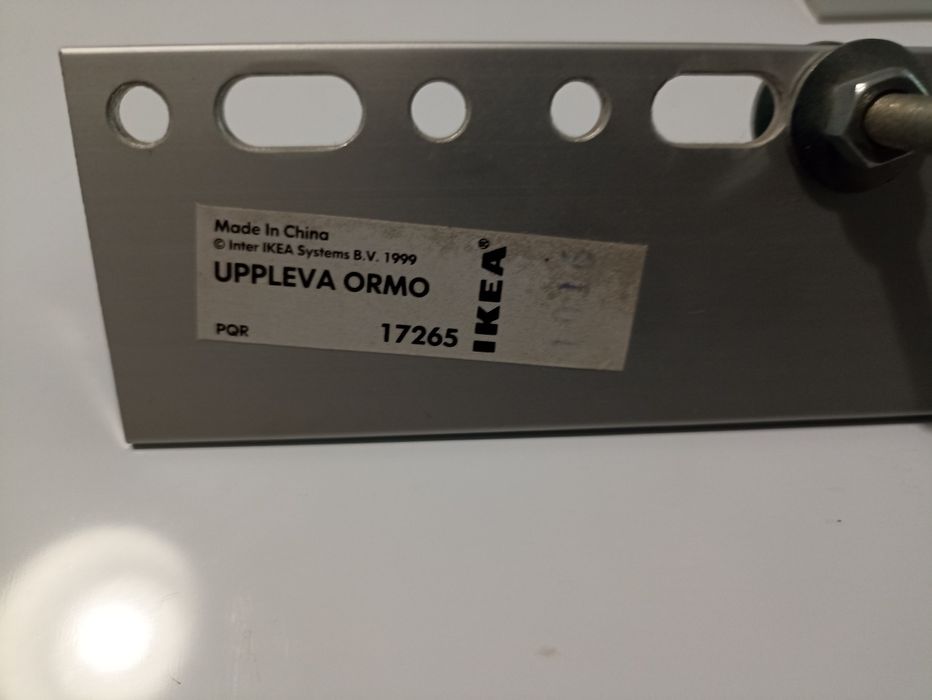 Made In China
© Inter IKEA Systems B.V. 1999
UPPLEVA ORMO
PQR 17265
IKEA®